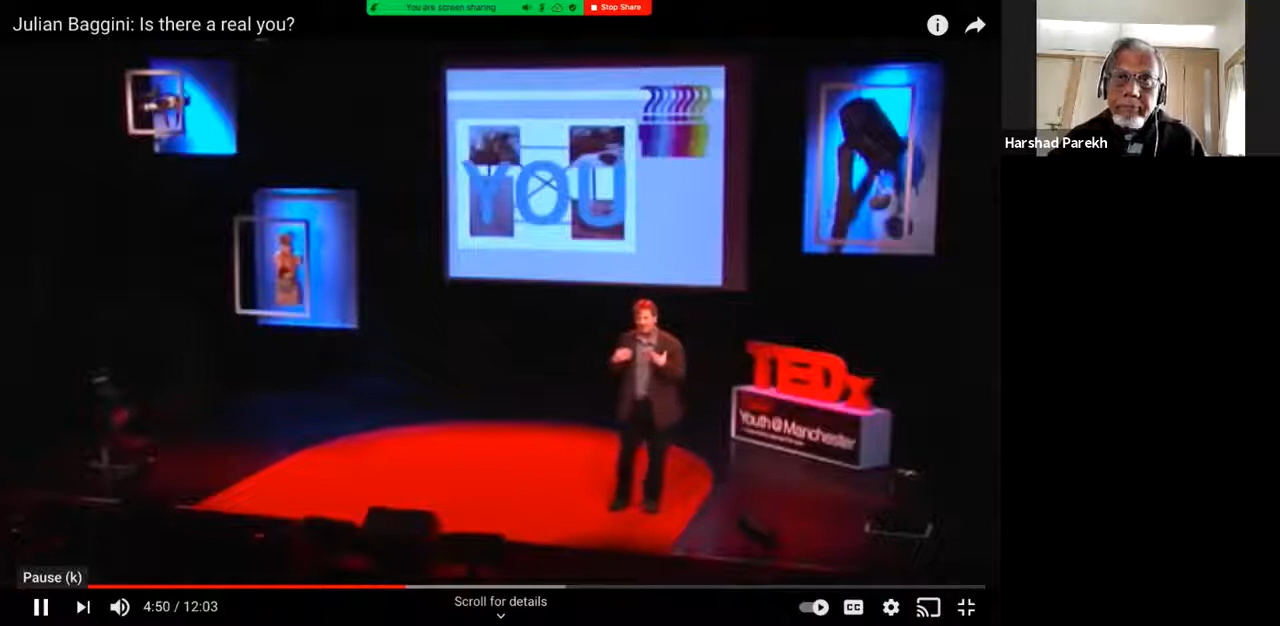 You are screen sharing
Stop Share
Julian Baggini: Is there a real you?
Harshad Parekh
YOU
TEDx
Youth@Manchester
Pause (k)
4:50 / 12:03
Scroll for details
CC